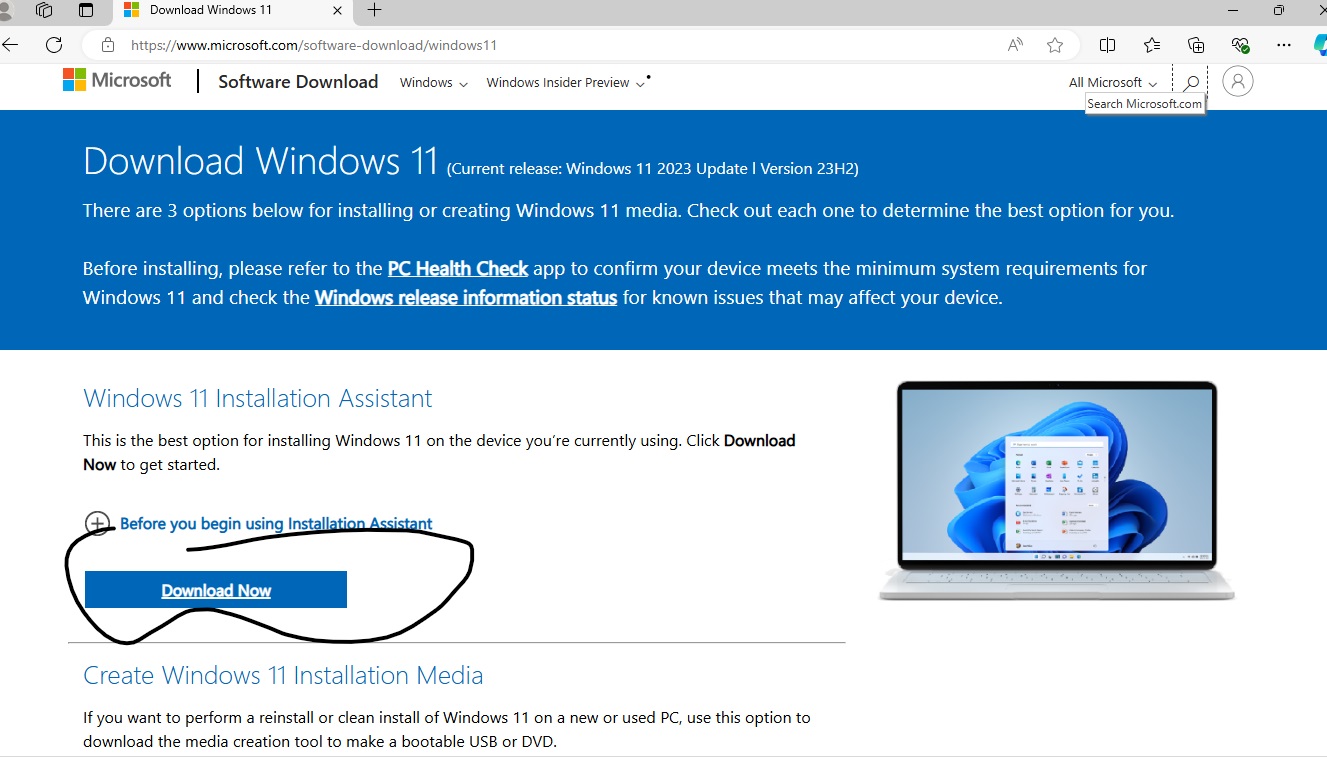 Download Windows 11
https://www.microsoft.com/software-download/windows11
Microsoft Software Download Windows Windows Insider Preview All Microsoft
Search Microsoft.com
Download Windows 11 (Current release: Windows 11 2023 Update l Version 23H2)
There are 3 options below for installing or creating Windows 11 media. Check out each one to determine the best option for you.
Before installing, please refer to the PC Health Check app to confirm your device meets the minimum system requirements for
Windows 11 and check the Windows release information status for known issues that may affect your device.
Windows 11 Installation Assistant
This is the best option for installing Windows 11 on the device you're currently using. Click Download
Now to get started.
Before you begin using Installation Assistant
Download Now
Create Windows 11 Installation Media
If you want to perform a reinstall or clean install of Windows 11 on a new or used PC, use this option to
download the media creation tool to make a bootable USB or DVD.